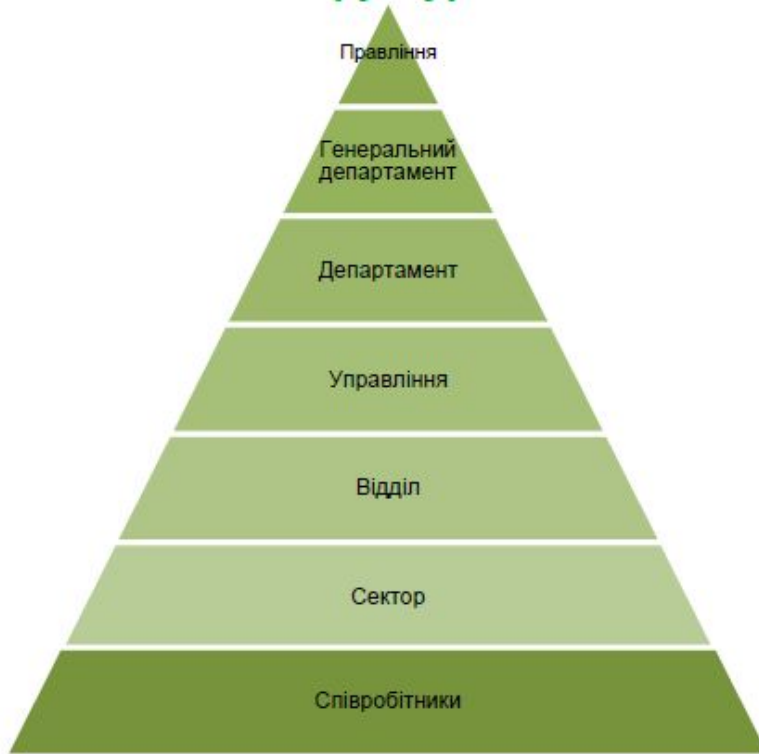 Правління
Генеральний
департамент
Департамент
Управління
Відділ
Сектор
Співробітники